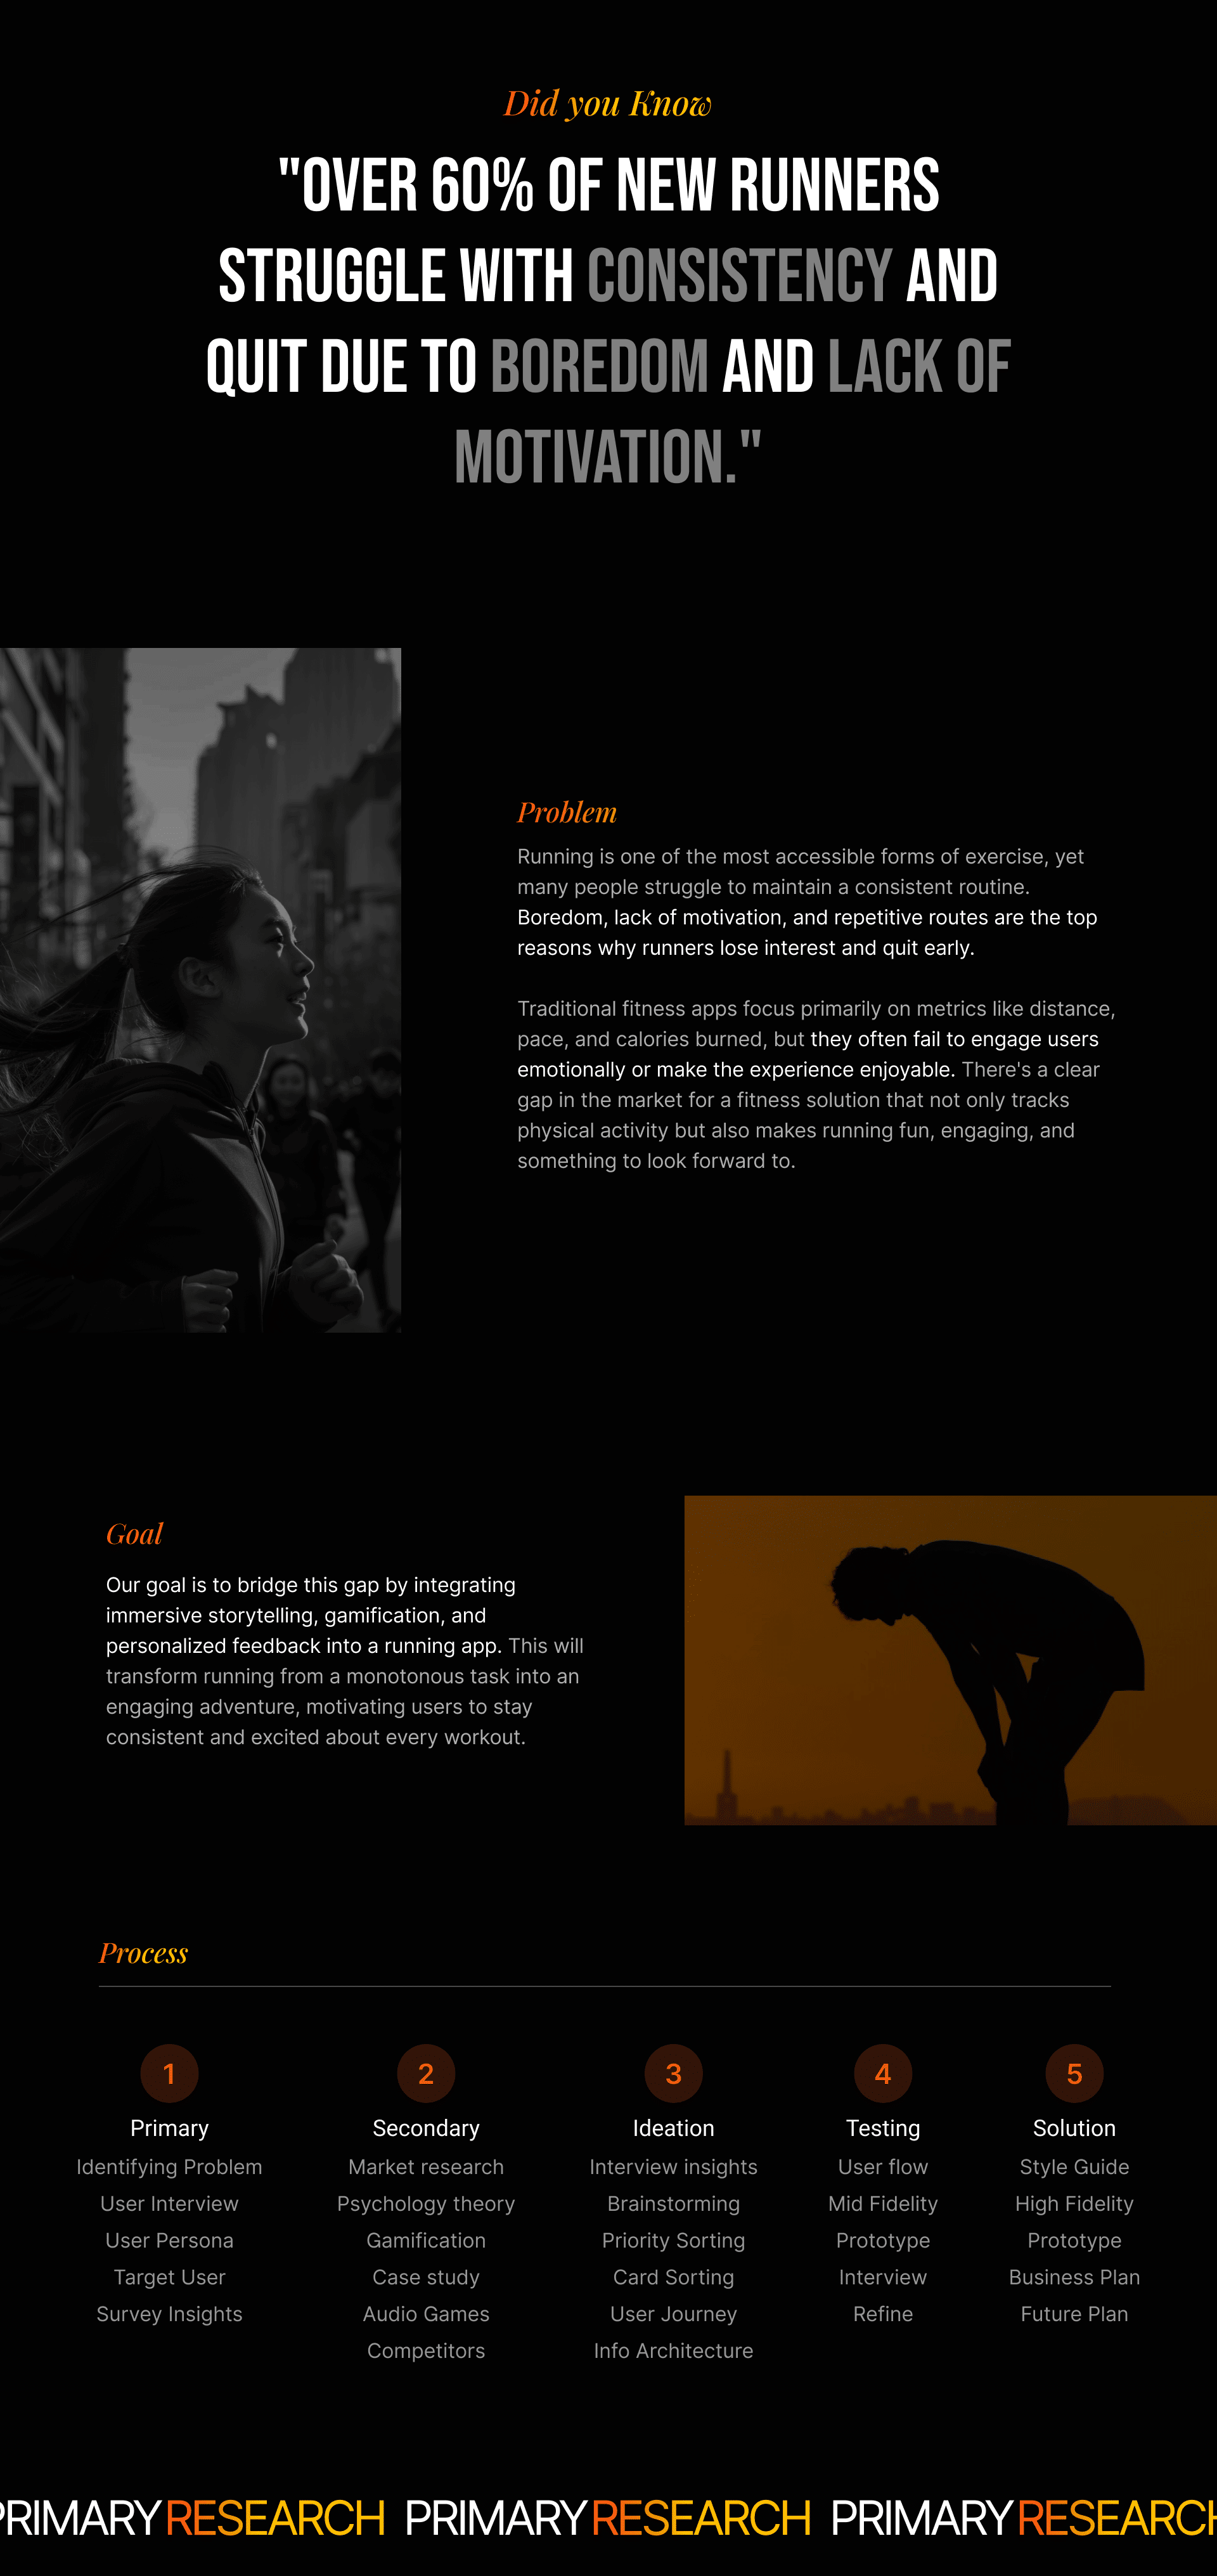 Did you Know
"OVER 60% OF NEW RUNNERS
STRUGGLE WITH CONSISTENCY AND
QUIT DUE TO BOREDOM AND LACK OF
MOTIVATION."
Problem
Running is one of the most accessible forms of exercise, yet
many people struggle to maintain a consistent routine.
Boredom, lack of motivation, and repetitive routes are the top
reasons why runners lose interest and quit early.
Traditional fitness apps focus primarily on metrics like distance,
pace, and calories burned, but they often fail to engage users
emotionally or make the experience enjoyable. There's a clear
gap in the market for a fitness solution that not only tracks
physical activity but also makes running fun, engaging, and
something to look forward to.
Goal
Our goal is to bridge this gap by integrating
immersive storytelling, gamification, and
personalized feedback into a running app. This will
transform running from a monotonous task into an
engaging adventure, motivating users to stay
consistent and excited about every workout.
Process
1
Primary
Identifying Problem
User Interview
User Persona
Target User
Survey Insights
2
Secondary
Market research
Psychology theory
Gamification
Case study
Audio Games
Competitors
3
Ideation
Interview insights
Brainstorming
Priority Sorting
Card Sorting
User Journey
Info Architecture
4
Testing
User flow
Mid Fidelity
Prototype
Interview
Refine
5
Solution
Style Guide
High Fidelity
Prototype
Business Plan
Future Plan
PRIMARY RESEARCH PRIMARY RESEARCH PRIMARY RESEARCH